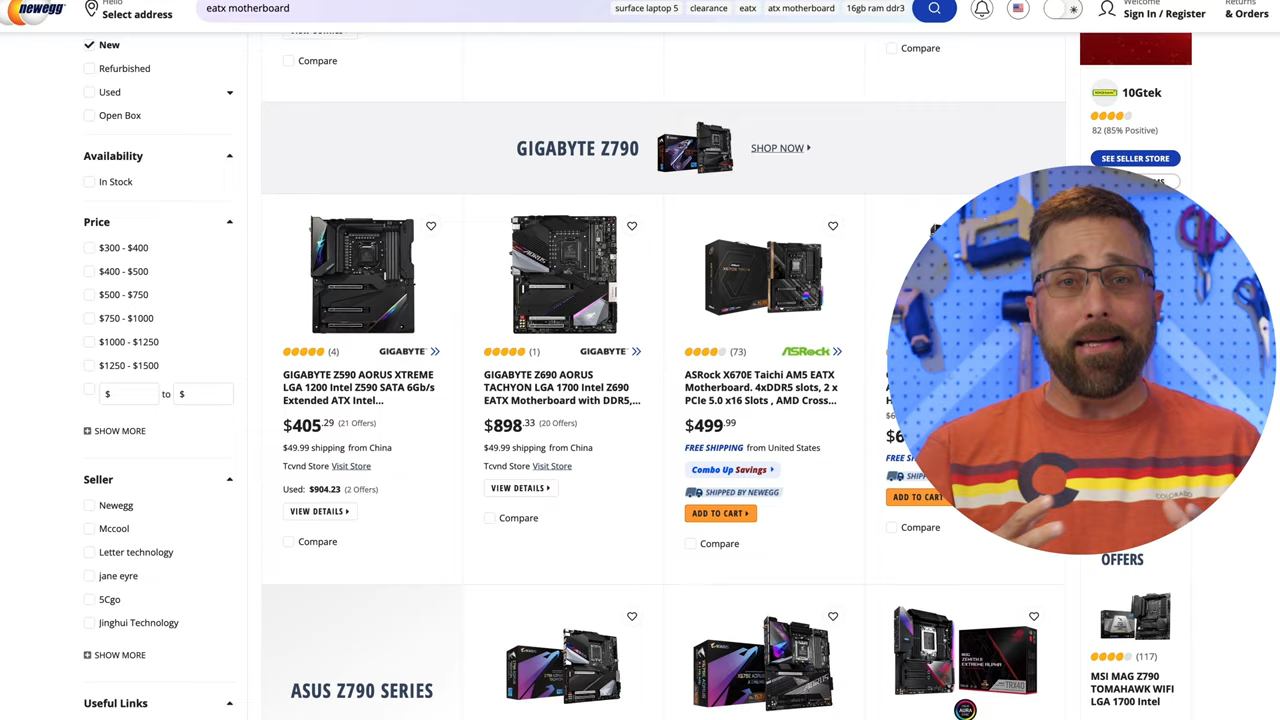 newegg
Hello
Select address
eatx motherboard
surface laptop 5
clearance
eatx
atx motherboard
16gb ram ddr3
Welcome
Sign In / Register
Returns
& Orders
New
Refurbished
Used
Open Box
Availability
In Stock
Price
$300 - $400
$400 - $500
$500 - $750
$750 - $1000
$1000 - $1250
$1250 - $1500
$ to $
SHOW MORE
Seller
Newegg
Mccool
Letter technology
jane eyre
5Cgo
Jinghui Technology
SHOW MORE
Useful Links
Compare
Compare
GIGABYTE Z790
SHOP NOW
(4)
GIGABYTE
GIGABYTE Z590 AORUS XTREME
LGA 1200 Intel Z590 SATA 6Gb/s
Extended ATX Intel...
$405.29 (21 Offers)
$49.99 shipping from China
Tcvnd Store Visit Store
Used: $904.23 (2 Offers)
VIEW DETAILS
Compare
(1)
GIGABYTE
GIGABYTE Z690 AORUS
TACHYON LGA 1700 Intel Z690
EATX Motherboard with DDR5,...
$898.33 (20 Offers)
$49.99 shipping from China
Tcvnd Store Visit Store
VIEW DETAILS
Compare
(73)
ASRock
ASRock X670E Taichi AM5 EATX
Motherboard. 4xDDR5 slots, 2 x
PCIe 5.0 x16 Slots , AMD Cross...
$499.99
FREE SHIPPING from United States
Combo Up Savings
SHIPPED BY NEWEGG
ADD TO CART
Compare
ADD TO CART
Compare
COLORADO
10Gtek
82 (85% Positive)
SEE SELLER STORE
OFFERS
(117)
MSI MAG Z790
TOMAHAWK WIFI
LGA 1700 Intel
ASUS Z790 SERIES